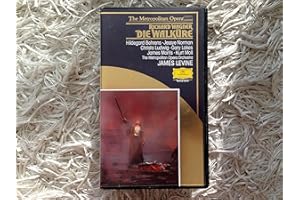 The Metropolitan Opera
RICHARD WAGNER
DIE WALKÜRE
Hildegard Behrens · Jessye Norman
Christa Ludwig · Gary Lakes
James Morris · Kurt Moll
The Metropolitan Opera Orchestra
JAMES LEVINE